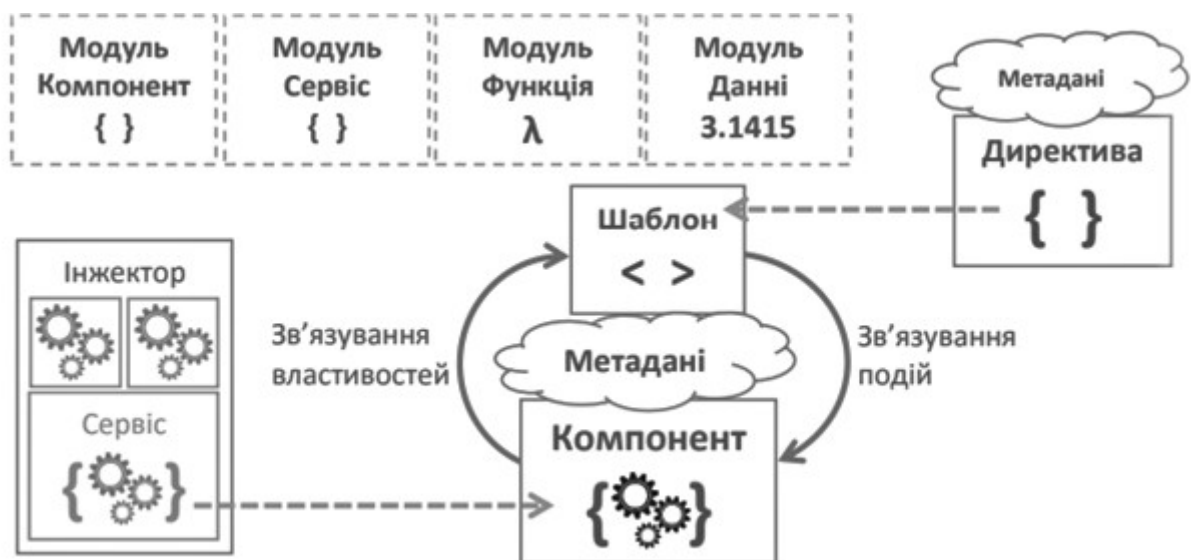 Модуль
Компонент
{ }
Модуль
Сервіс
{ }
Модуль
Функція
λ
Модуль
Данні
3.1415
Метадані
Директива
{ }
Шаблон
< >
Інжектор
Зв’язування
властивостей
Метадані
Зв’язування
подій
Сервіс
{ }
Компонент
{ }